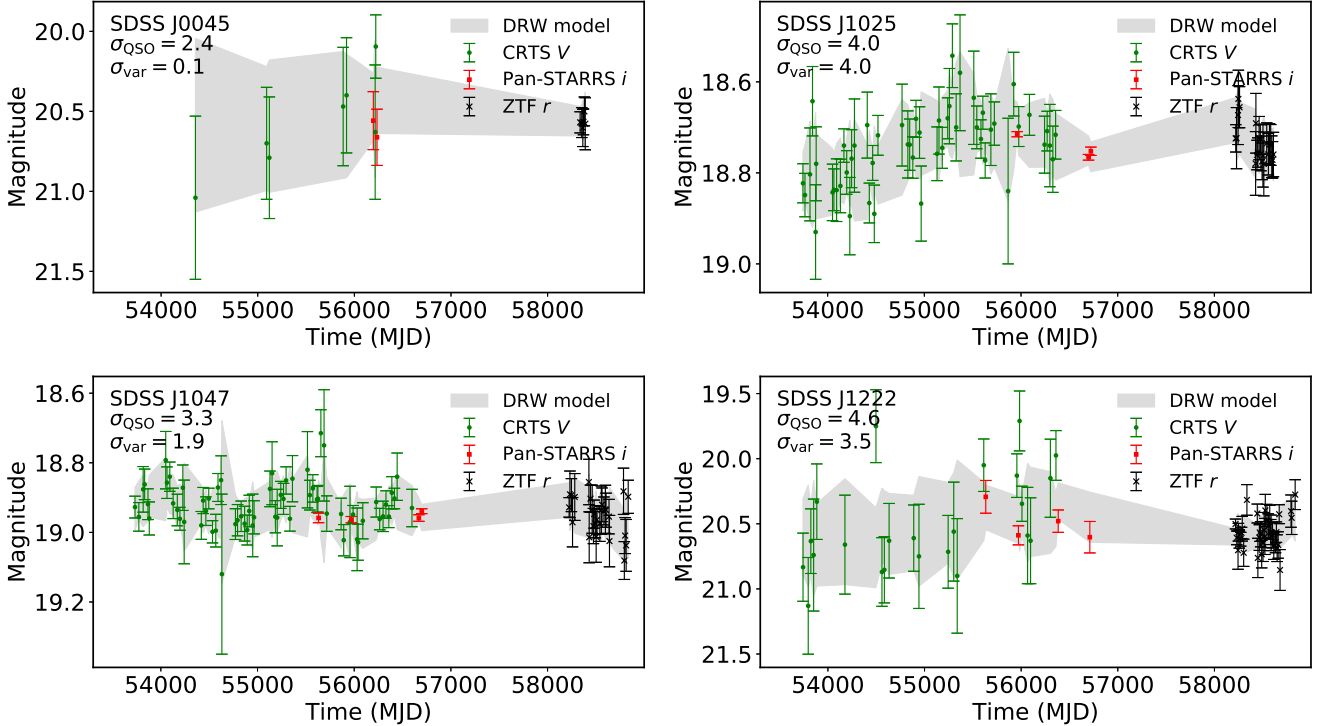 SDSS J0045
σQSO = 2.4
σvar = 0.1
DRW model
CRTS V
Pan-STARRS i
ZTF r
20.0
20.5
21.0
21.5
Magnitude
54000 55000 56000 57000 58000
Time (MJD)
SDSS J1025
σQSO = 4.0
σvar = 4.0
DRW model
CRTS V
Pan-STARRS i
ZTF r
18.6
18.8
19.0
Magnitude
54000 55000 56000 57000 58000
Time (MJD)
SDSS J1047
σQSO = 3.3
σvar = 1.9
DRW model
CRTS V
Pan-STARRS i
ZTF r
18.6
18.8
19.0
19.2
Magnitude
54000 55000 56000 57000 58000
Time (MJD)
SDSS J1222
σQSO = 4.6
σvar = 3.5
DRW model
CRTS V
Pan-STARRS i
ZTF r
19.5
20.0
20.5
21.0
21.5
Magnitude
54000 55000 56000 57000 58000
Time (MJD)